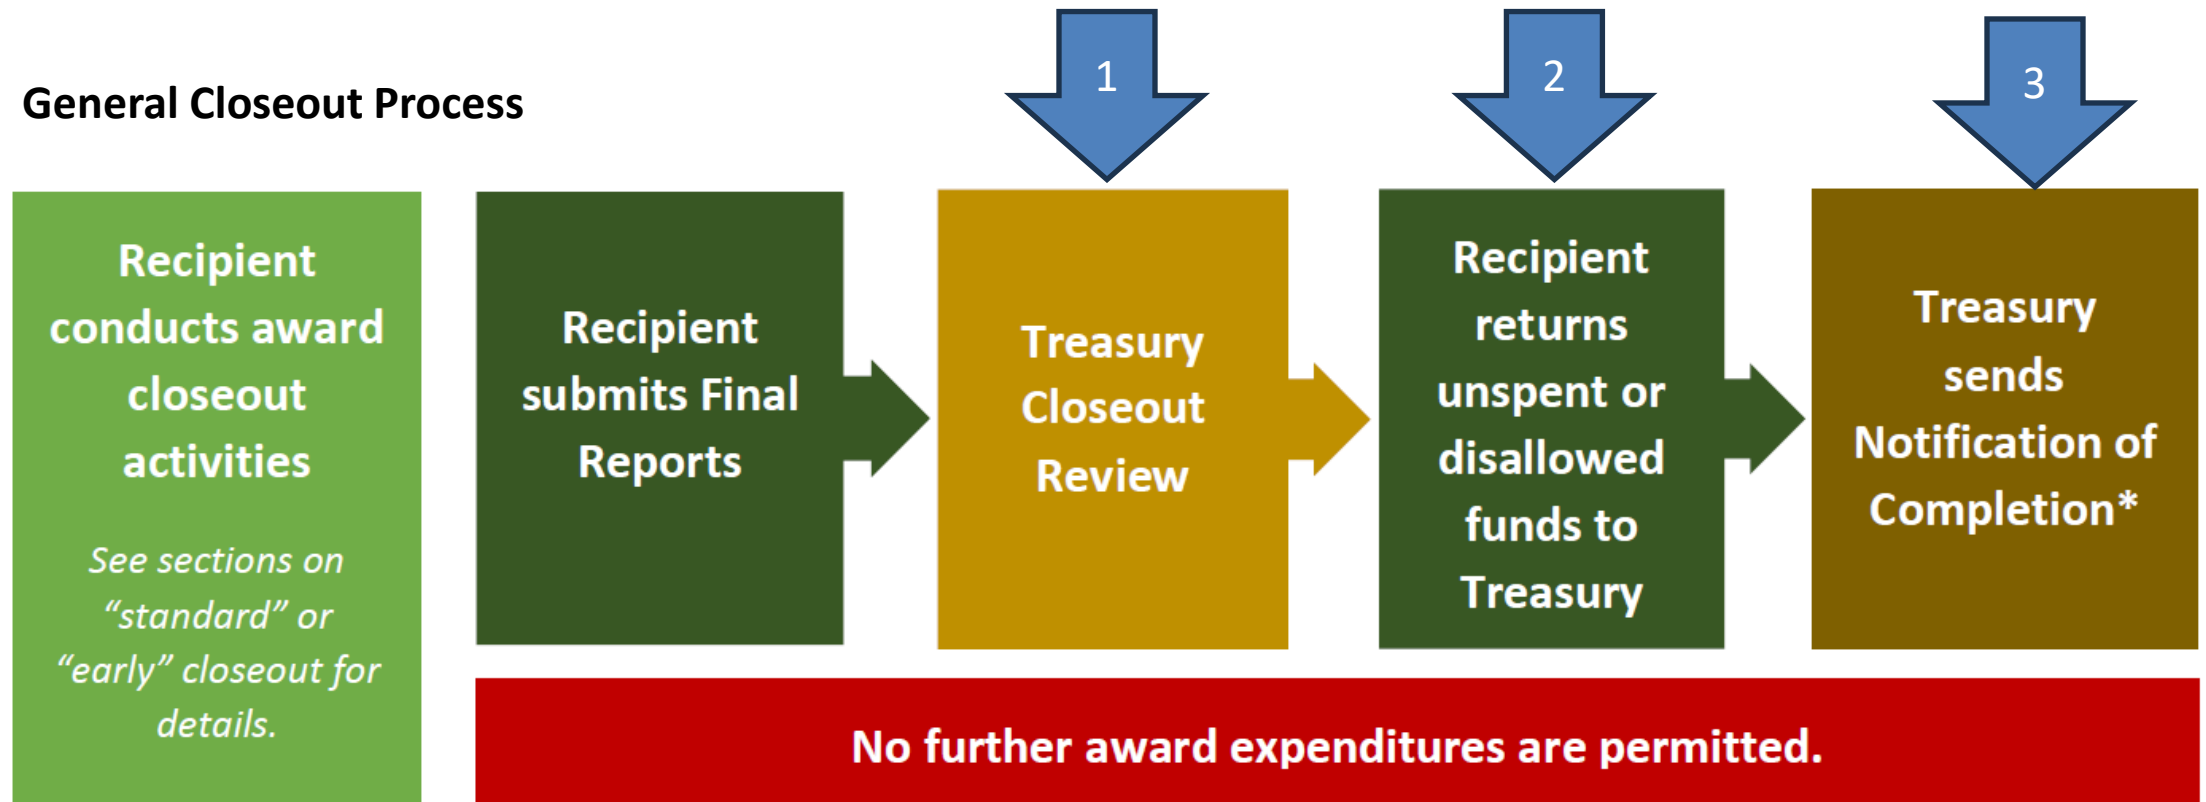 1
2
3
General Closeout Process
Recipient
conducts award
closeout
activities
See sections on
“standard” or
“early” closeout for
details.
Recipient
submits Final
Reports
Treasury
Closeout
Review
Recipient
returns
unspent or
disallowed
funds to
Treasury
Treasury
sends
Notification of
Completion*
No further award expenditures are permitted.